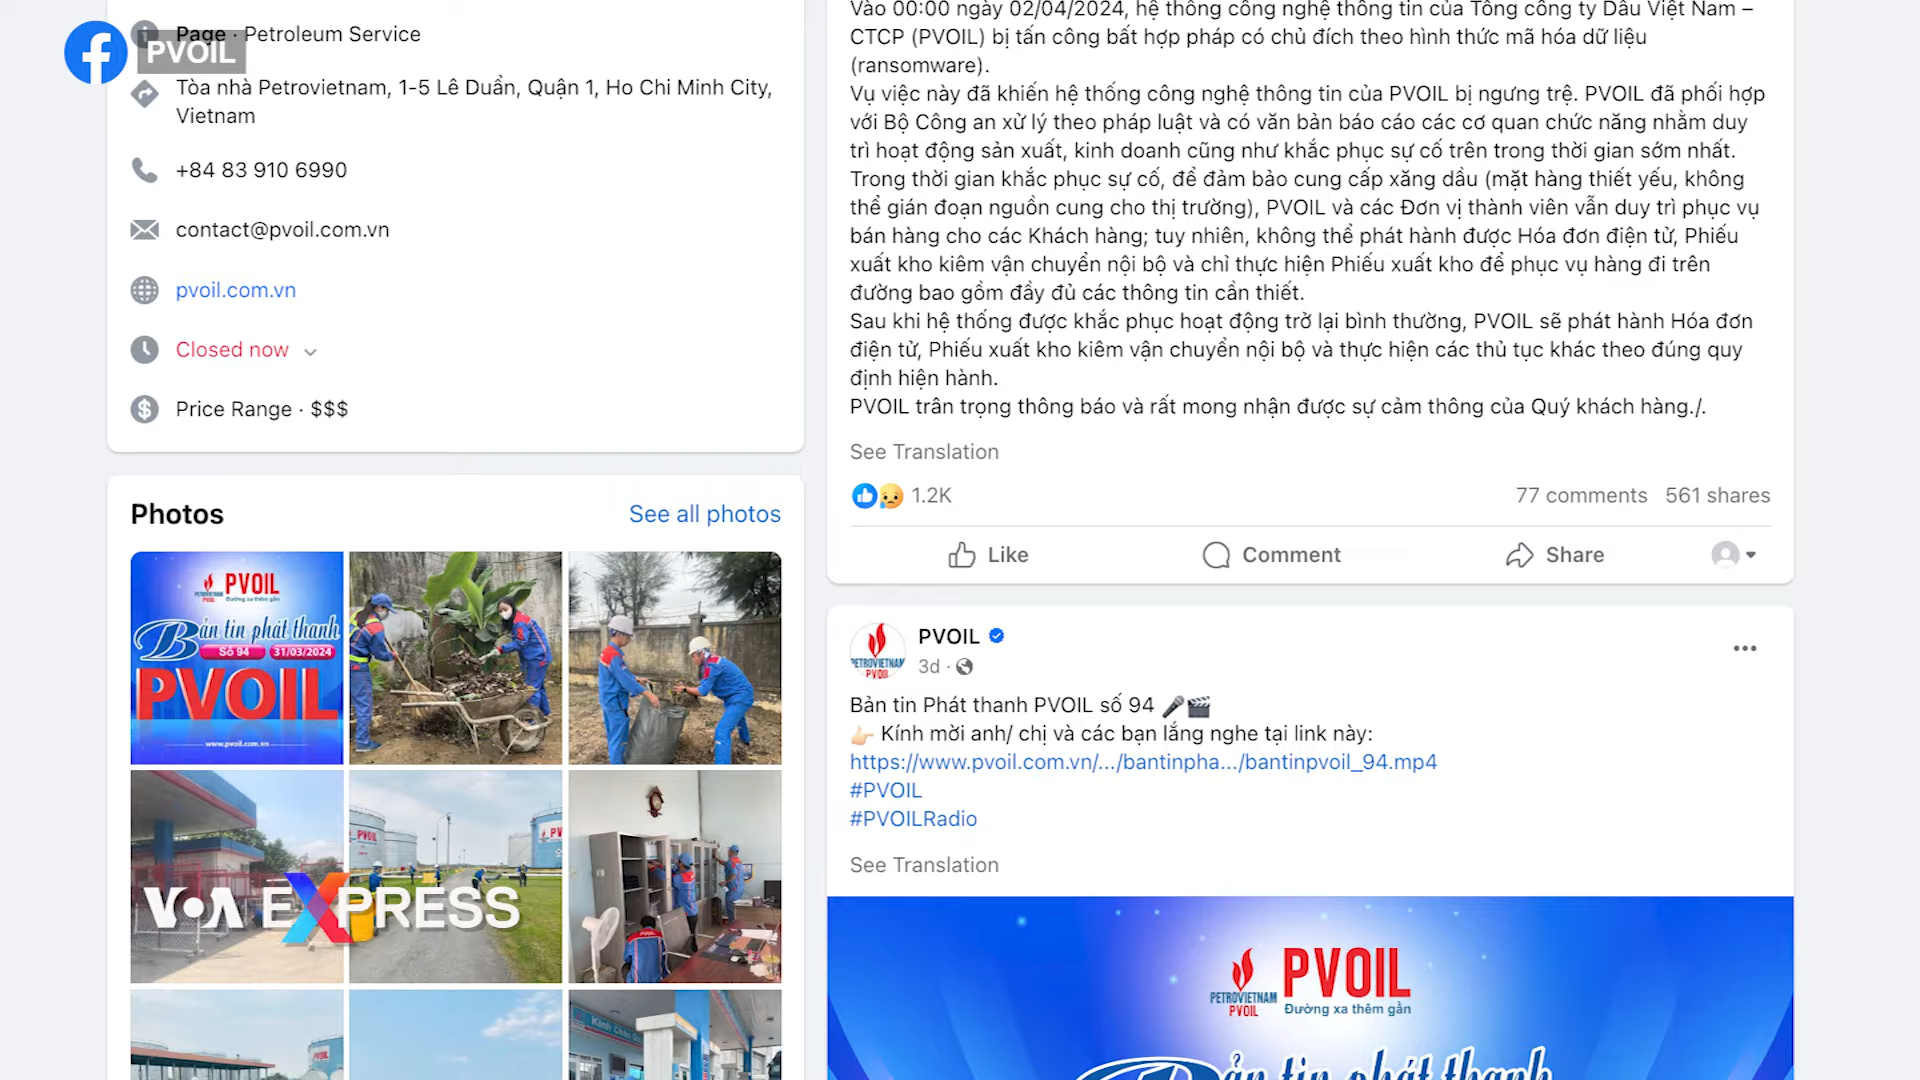 Page · Petroleum Service
PVOIL
Tòa nhà Petrovietnam, 1-5 Lê Duẩn, Quận 1, Ho Chi Minh City,
Vietnam
+84 83 910 6990
contact@pvoil.com.vn
pvoil.com.vn
Closed now
Price Range · $$$
Photos
See all photos
PETROVIETNAM
PVOIL
PVOIL
Đường xa thêm gần
Bản tin phát thanh
Số 94
31/03/2024
PVOIL
www.pvoil.com.vn
PVOIL
PVOIL
VOA EXPRESS
Vào 00:00 ngày 02/04/2024, hệ thống công nghệ thông tin của Tổng công ty Dầu Việt Nam –
CTCP (PVOIL) bị tấn công bất hợp pháp có chủ đích theo hình thức mã hóa dữ liệu
(ransomware).
Vụ việc này đã khiến hệ thống công nghệ thông tin của PVOIL bị ngưng trệ. PVOIL đã phối hợp
với Bộ Công an xử lý theo pháp luật và có văn bản báo cáo các cơ quan chức năng nhằm duy
trì hoạt động sản xuất, kinh doanh cũng như khắc phục sự cố trên trong thời gian sớm nhất.
Trong thời gian khắc phục sự cố, để đảm bảo cung cấp xăng dầu (mặt hàng thiết yếu, không
thể gián đoạn nguồn cung cho thị trường), PVOIL và các Đơn vị thành viên vẫn duy trì phục vụ
bán hàng cho các Khách hàng; tuy nhiên, không thể phát hành được Hóa đơn điện tử, Phiếu
xuất kho kiêm vận chuyển nội bộ và chỉ thực hiện Phiếu xuất kho để phục vụ hàng đi trên
đường bao gồm đầy đủ các thông tin cần thiết.
Sau khi hệ thống được khắc phục hoạt động trở lại bình thường, PVOIL sẽ phát hành Hóa đơn
điện tử, Phiếu xuất kho kiêm vận chuyển nội bộ và thực hiện các thủ tục khác theo đúng quy
định hiện hành.
PVOIL trân trọng thông báo và rất mong nhận được sự cảm thông của Quý khách hàng./.
See Translation
1.2K
77 comments 561 shares
Like
Comment
Share
PETROVIETNAM
PVOIL
PVOIL
3d ·
Bản tin Phát thanh PVOIL số 94 🎤🎬
👉🏻 Kính mời anh/ chị và các bạn lắng nghe tại link này:
https://www.pvoil.com.vn/.../bantinpha.../bantinpvoil_94.mp4
#PVOIL
#PVOILRadio
See Translation
PETROVIETNAM
PVOIL
PVOIL
Đường xa thêm gần
Bản tin phát thanh